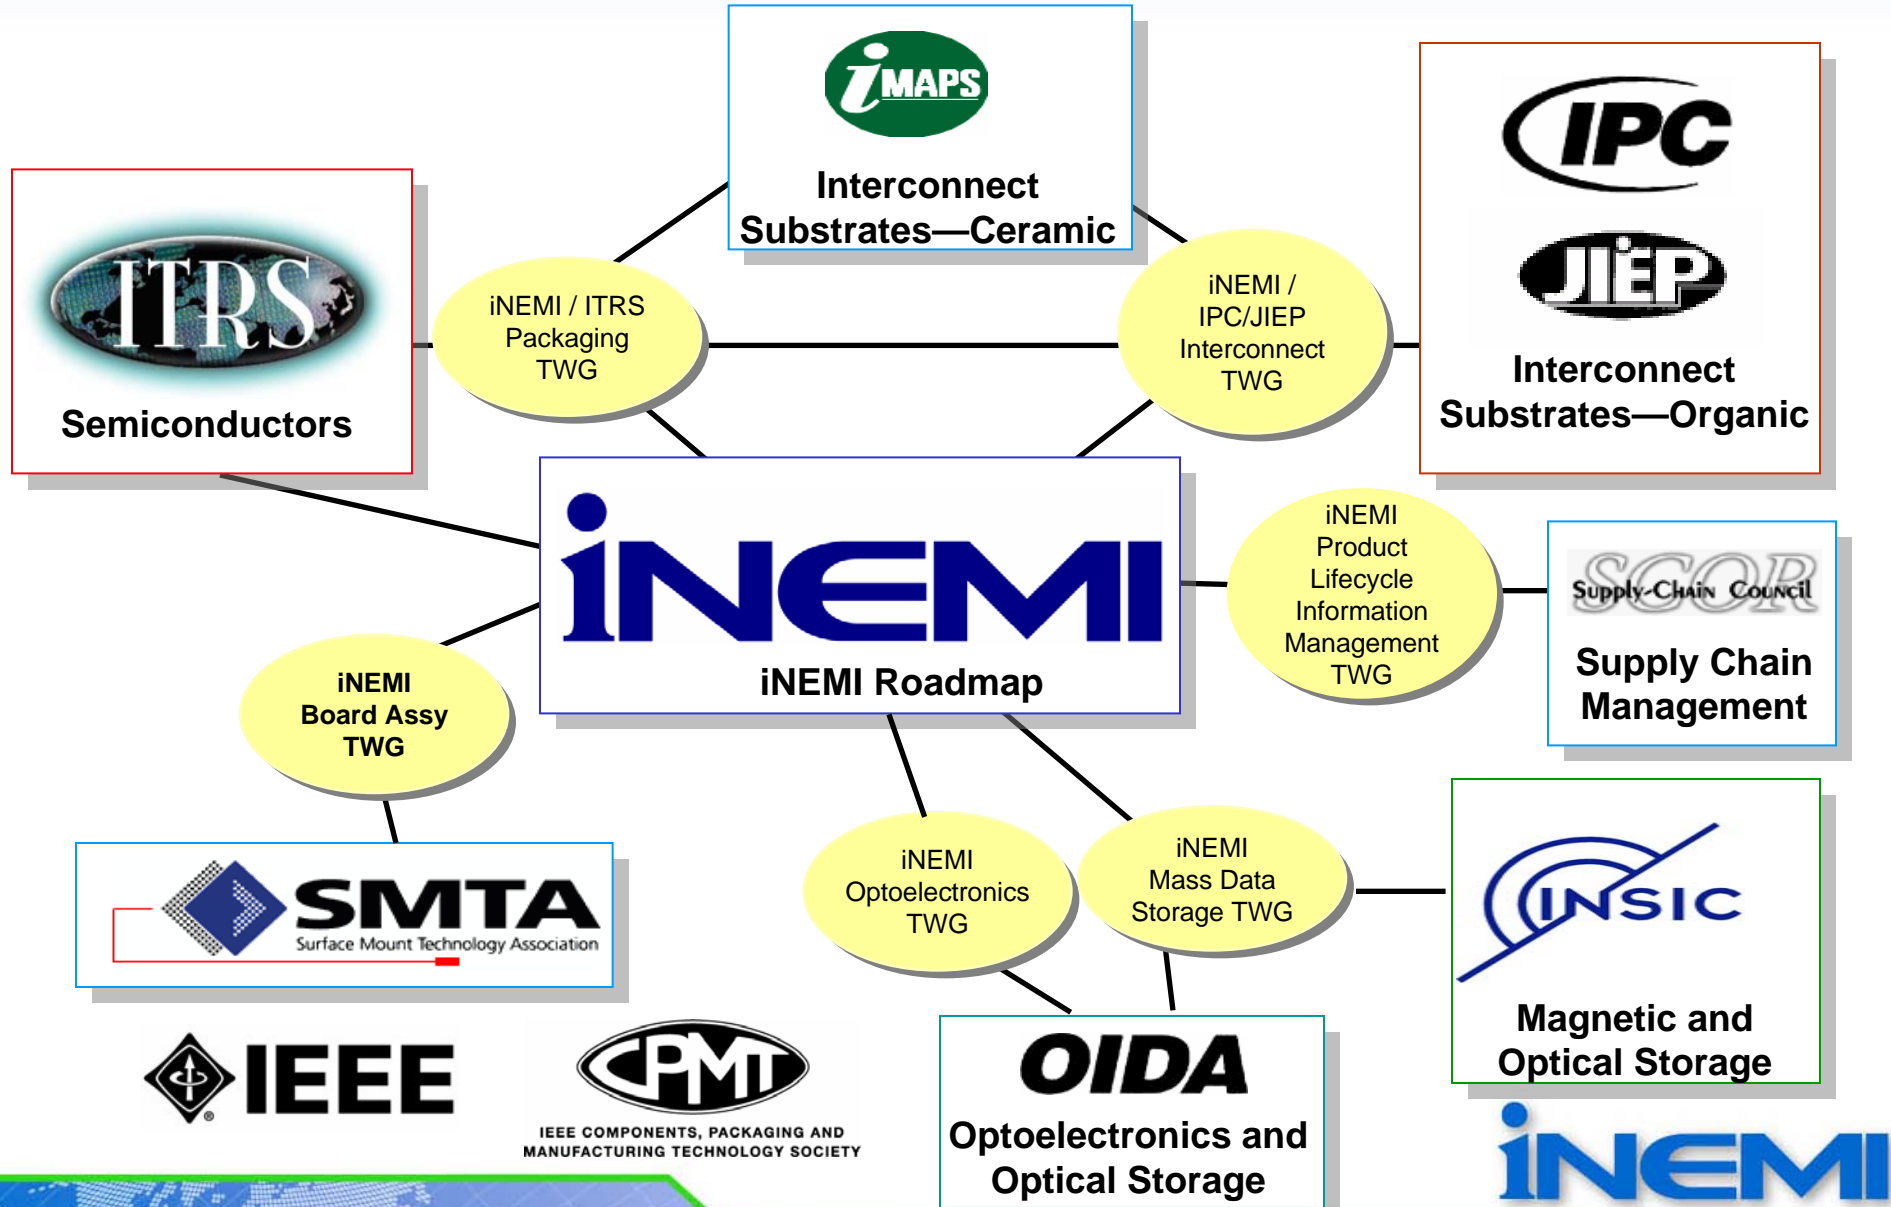 iMAPS
Interconnect
Substrates—Ceramic
IPC
JIEP
Interconnect
Substrates—Organic
ITRS
Semiconductors
iNEMI / ITRS
Packaging
TWG
iNEMI /
IPC/JIEP
Interconnect
TWG
iNEMI
iNEMI Roadmap
iNEMI
Product
Lifecycle
Information
Management
TWG
SCOR
Supply-Chain Council
Supply Chain
Management
iNEMI
Board Assy
TWG
SMTA
Surface Mount Technology Association
iNEMI
Optoelectronics
TWG
iNEMI
Mass Data
Storage TWG
INSIC
Magnetic and
Optical Storage
IEEE
®
CPMT
IEEE COMPONENTS, PACKAGING AND
MANUFACTURING TECHNOLOGY SOCIETY
OIDA
Optoelectronics and
Optical Storage
iNEMI